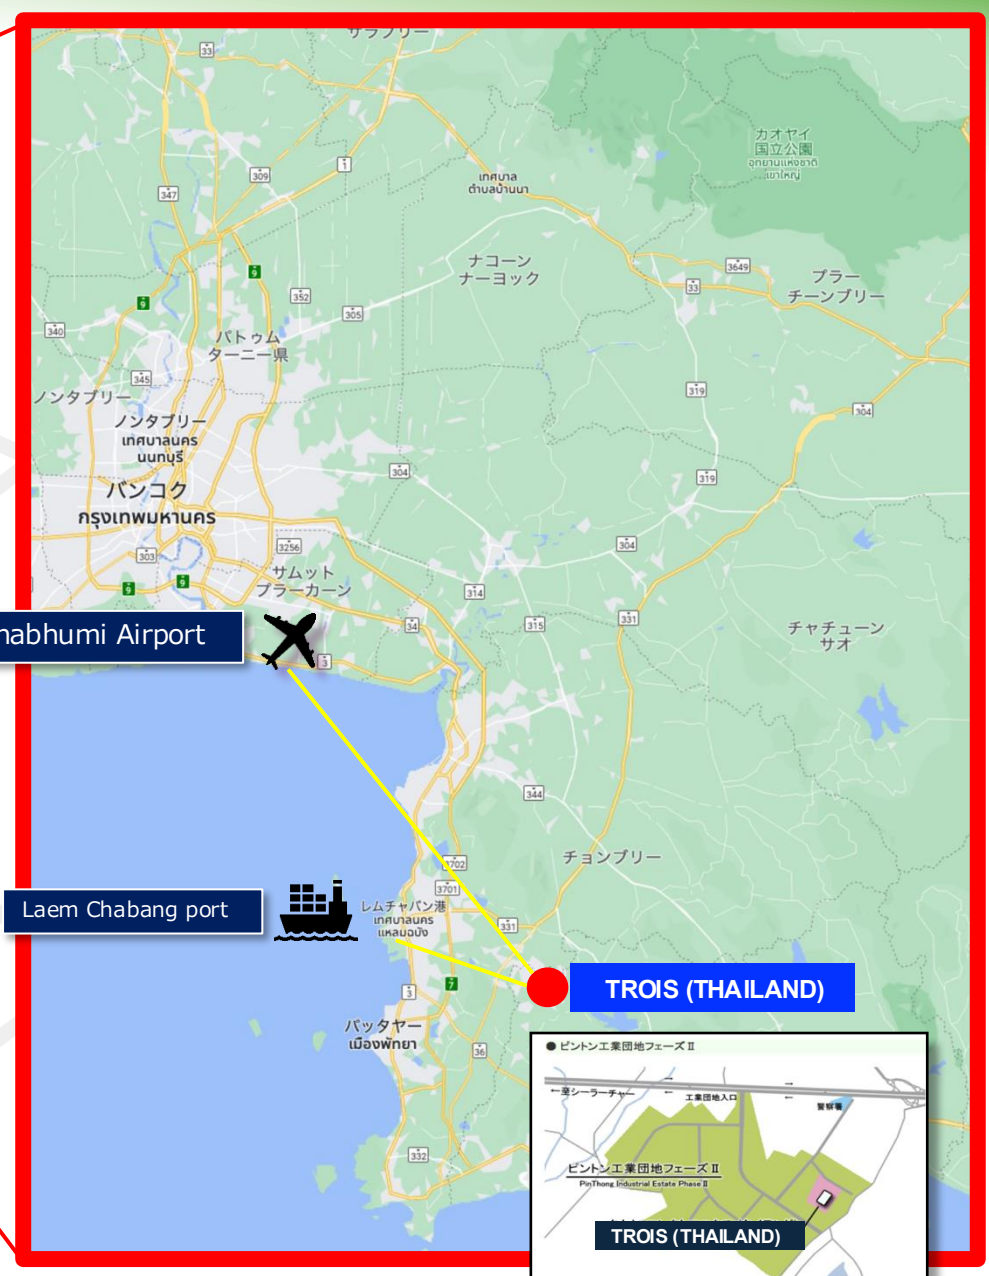 サラブリー
33
カオヤイ
国立公園
อุทยานแห่งชาติ
เขาใหญ่
1
309
347
เทศบาล
ตำบลบ้านนา
ナコーン
ナーヨック
3649
9
33
プラー
チーンブリー
352
9
305
340
パトゥム
ターニー県
345
319
ノンタブリー
304
ノンタブリー
เทศบาลนคร
นนทบุรี
304
319
バンコク
กรุงเทพมหานคร
303
3256
304
サムット
プラーカーン
9
9
314
34
315
331
チャチューン
サオ
nabhumi Airport
3
344
チョンブリー
3702
3701
Laem Chabang port
レムチャバン港
เทศบาลนคร
แหลมฉบัง
331
3
7
TROIS (THAILAND)
パッタヤー
เมืองพัทยา
36
332
● ピントン工業団地フェーズⅡ
→ →
←至シーラーチャー ← 工業団地入口 ← 警察署
ピントン工業団地フェーズⅡ
PinThong Industrial Estate PhaseⅡ
TROIS (THAILAND)